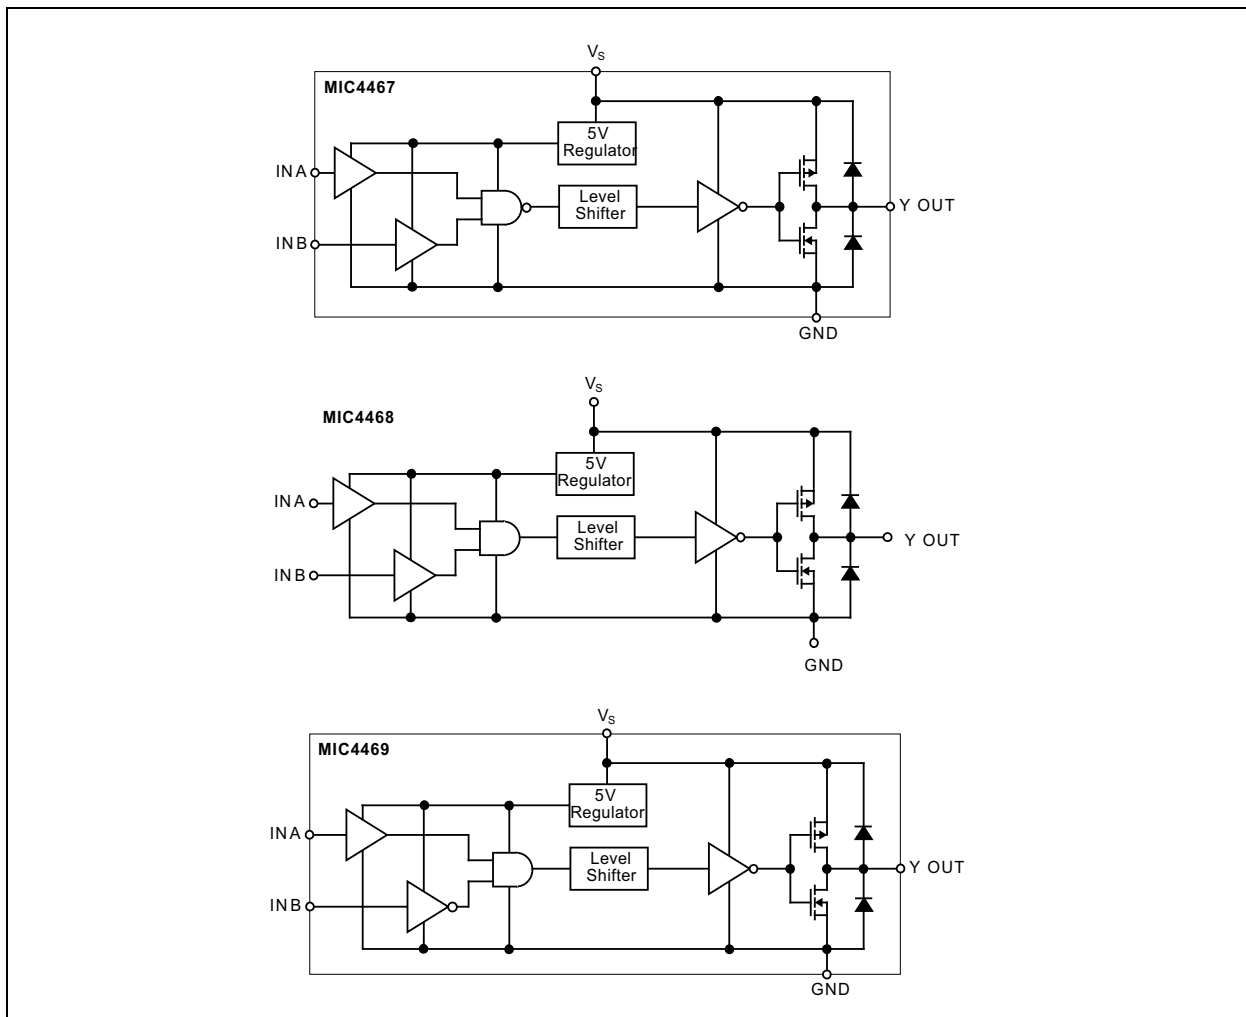 V_S
MIC4467
5V
Regulator
INA
Level
Shifter
Y OUT
INB
GND
V_S
MIC4468
5V
Regulator
INA
Level
Shifter
Y OUT
INB
GND
V_S
MIC4469
5V
Regulator
INA
Level
Shifter
Y OUT
INB
GND